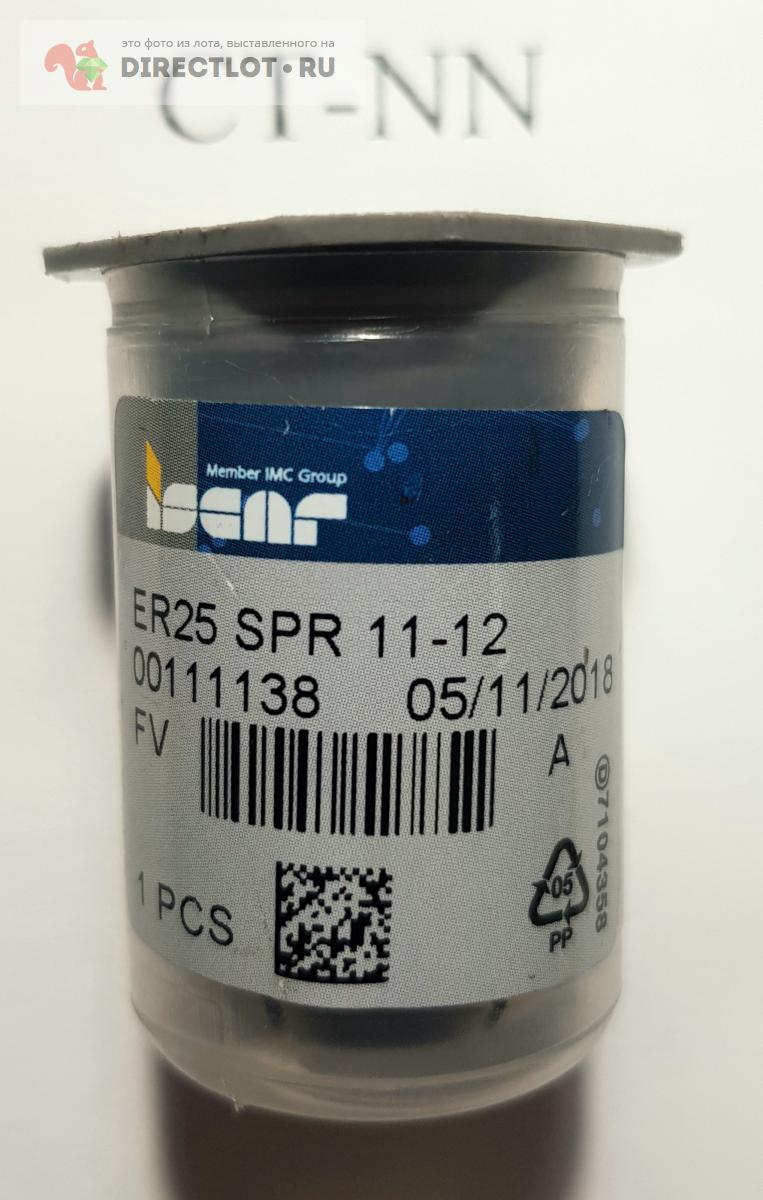 это фото из лота, выставленного на
DIRECTLOT.RU
CT-NN
Member IMC Group
iscar
ER25 SPR 11-12
00111138 05/11/2018
FV A
Ⓓ7104358
1 PCS
05
PP